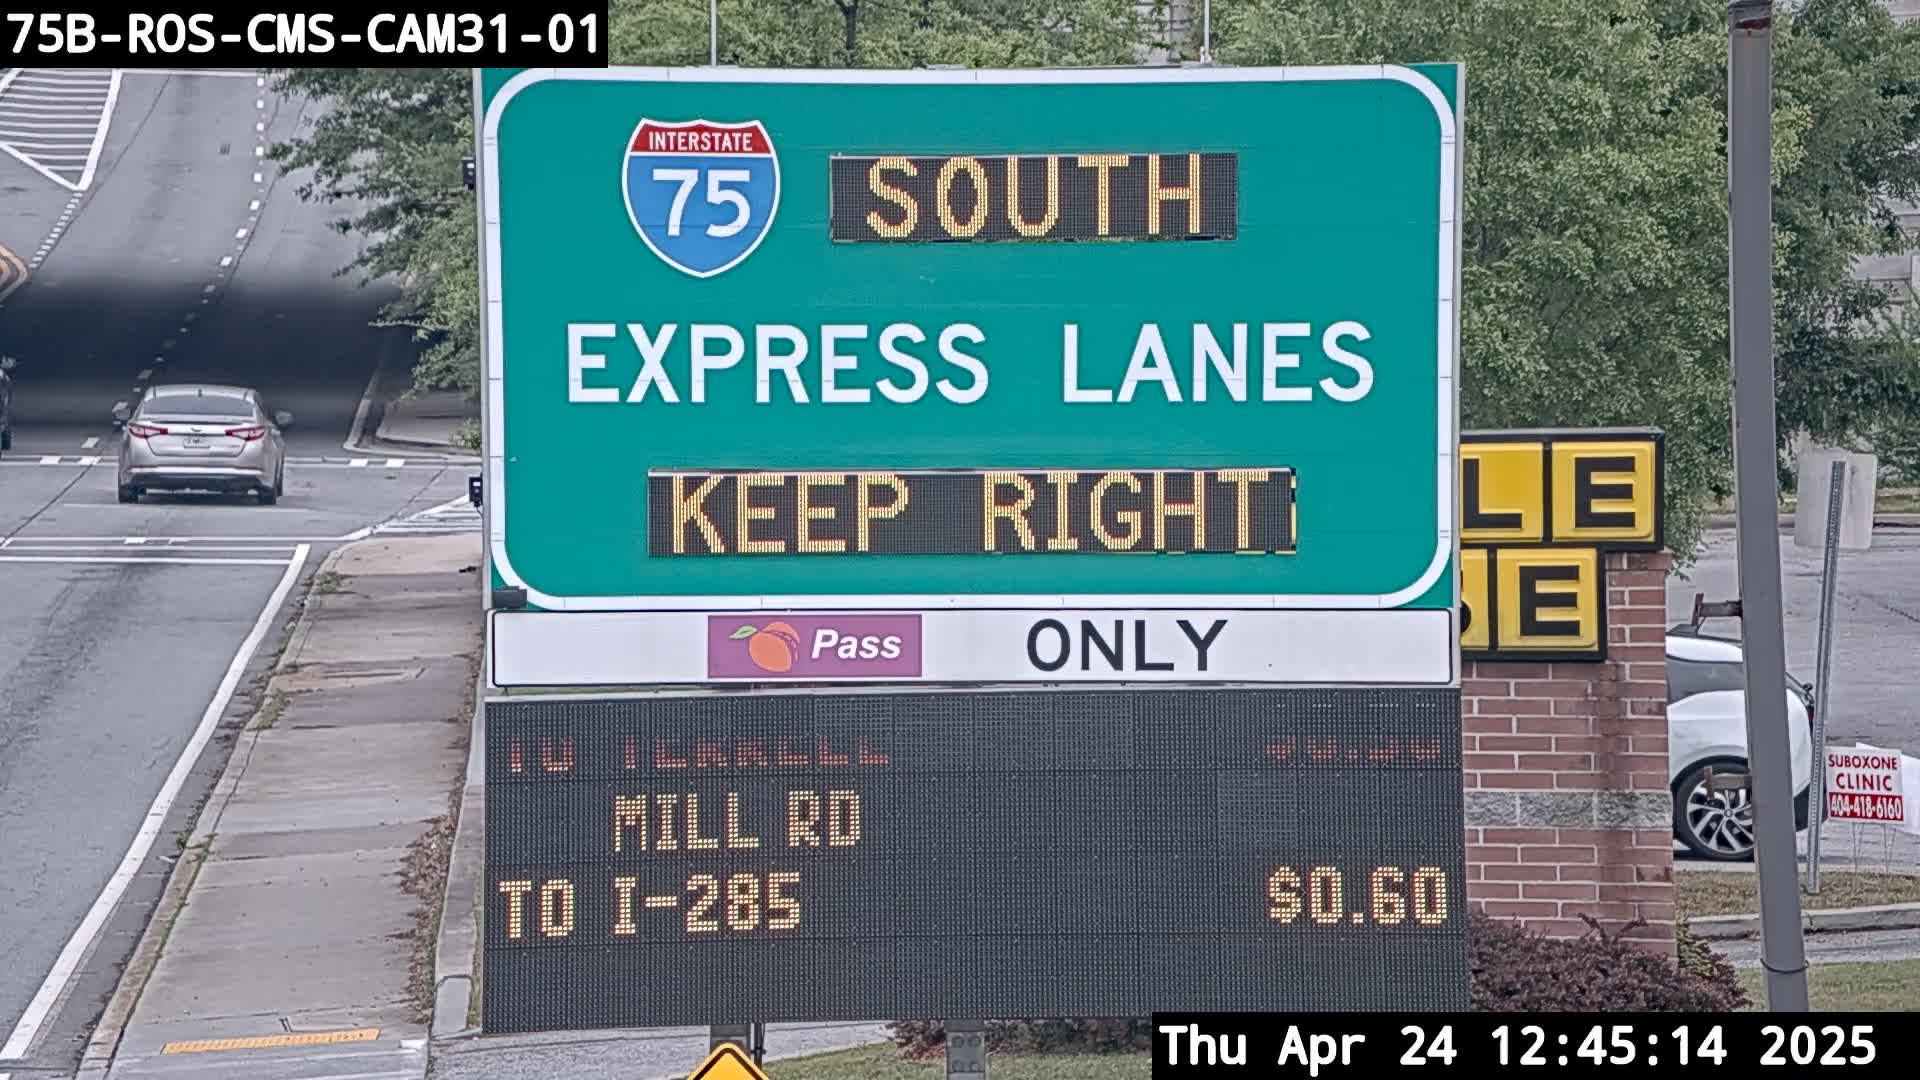 75B-ROS-CMS-CAM31-01
INTERSTATE
75
SOUTH
EXPRESS LANES
KEEP RIGHT
Pass ONLY
MILL RD
TO I-285 $0.60
LE
E
SUBOXONE
CLINIC
404-418-6160
Thu Apr 24 12:45:14 2025